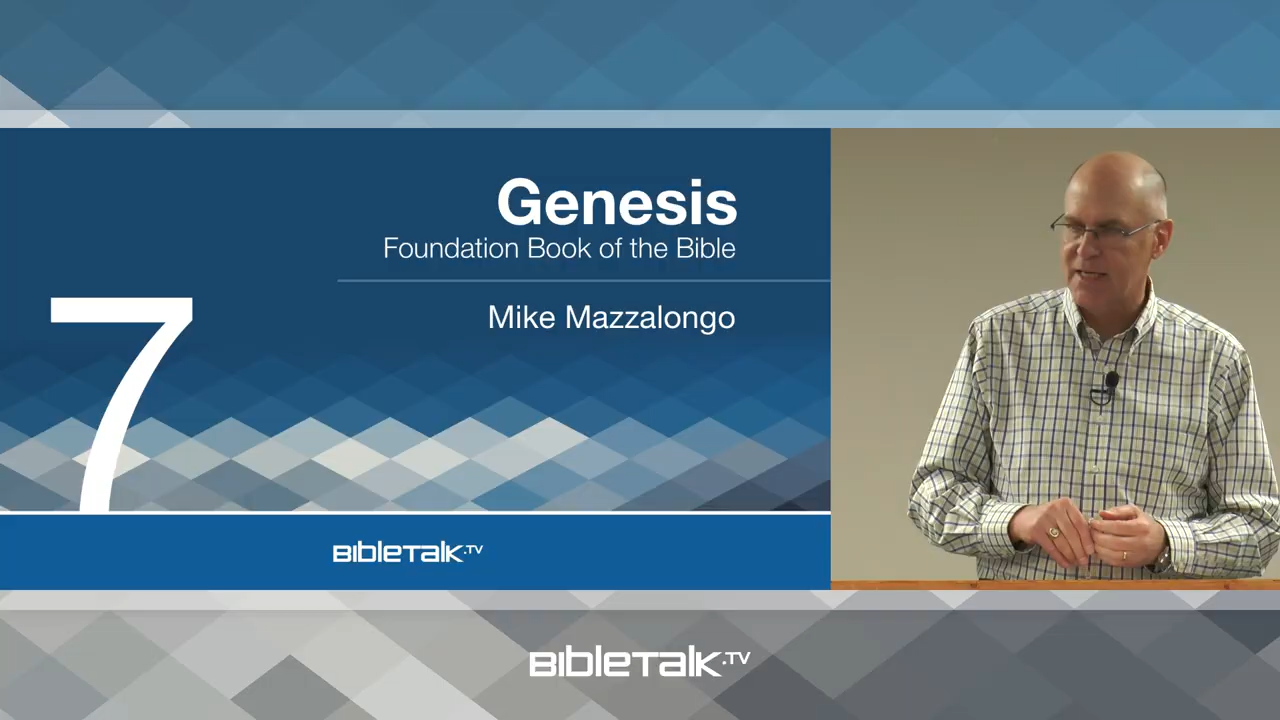 Genesis
Foundation Book of the Bible
Mike Mazzalongo
7
BIBLETALK.TV
BIBLETALK.TV